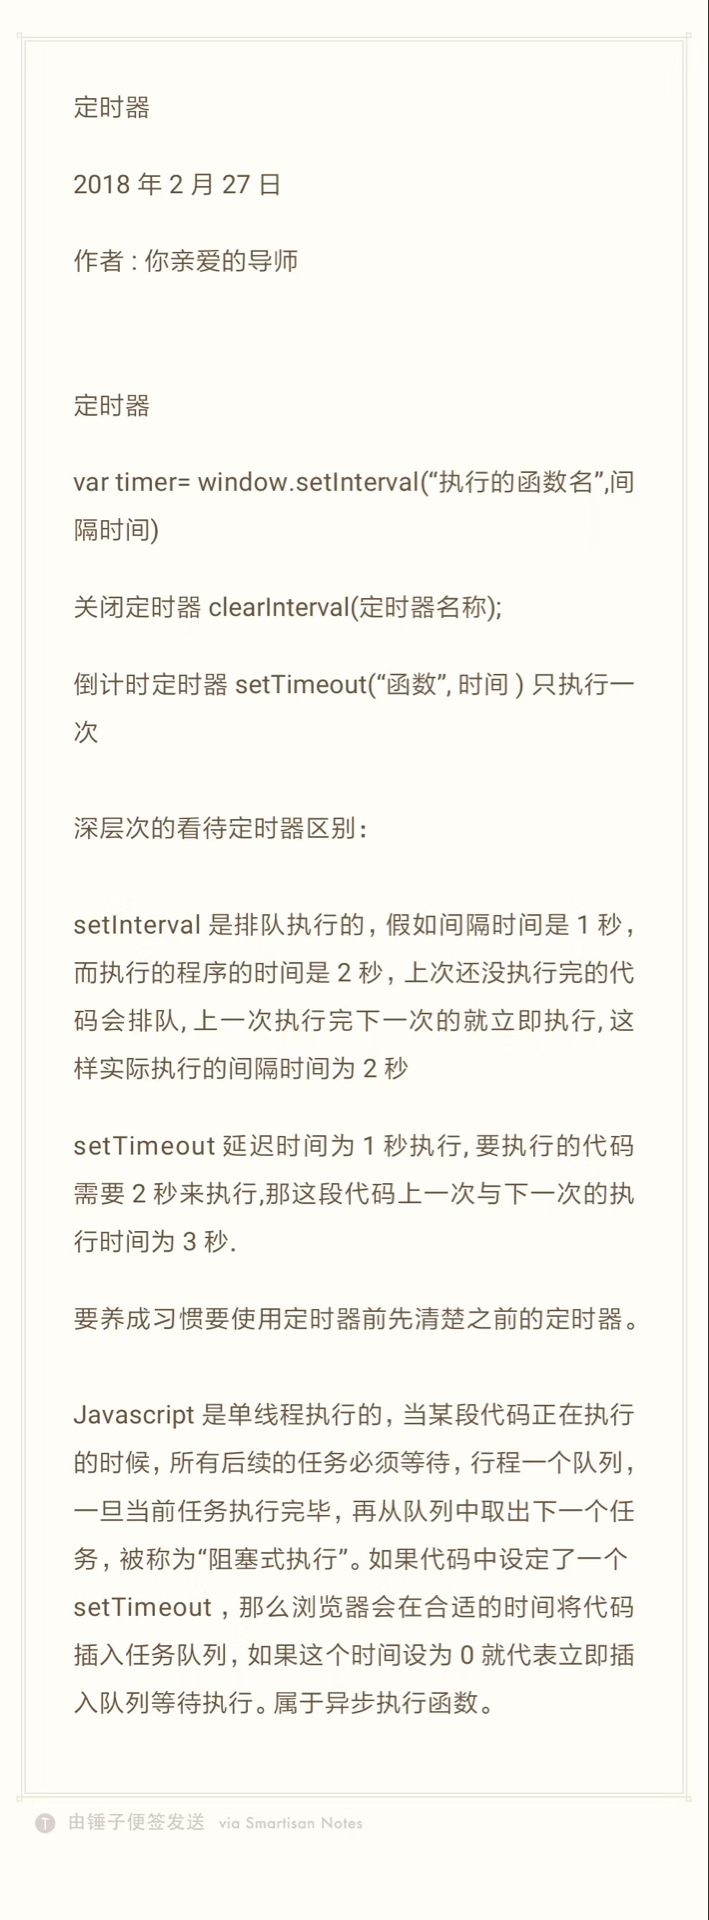 定时器
2018 年 2 月 27 日
作者 : 你亲爱的导师
定时器
var timer= window.setInterval(“执行的函数名”,间
隔时间)
关闭定时器 clearInterval(定时器名称);
倒计时定时器 setTimeout(“函数”, 时间 ) 只执行一
次
深层次的看待定时器区别：
setInterval 是排队执行的，假如间隔时间是 1 秒，
而执行的程序的时间是 2 秒，上次还没执行完的代
码会排队, 上一次执行完下一次的就立即执行, 这
样实际执行的间隔时间为 2 秒
setTimeout 延迟时间为 1 秒执行, 要执行的代码
需要 2 秒来执行,那这段代码上一次与下一次的执
行时间为 3 秒.
要养成习惯要使用定时器前先清楚之前的定时器。
Javascript 是单线程执行的，当某段代码正在执行
的时候，所有后续的任务必须等待，行程一个队列，
一旦当前任务执行完毕，再从队列中取出下一个任
务，被称为“阻塞式执行”。如果代码中设定了一个
setTimeout ，那么浏览器会在合适的时间将代码
插入任务队列，如果这个时间设为 0 就代表立即插
入队列等待执行。属于异步执行函数。
T 由锤子便签发送 via Smartisan Notes